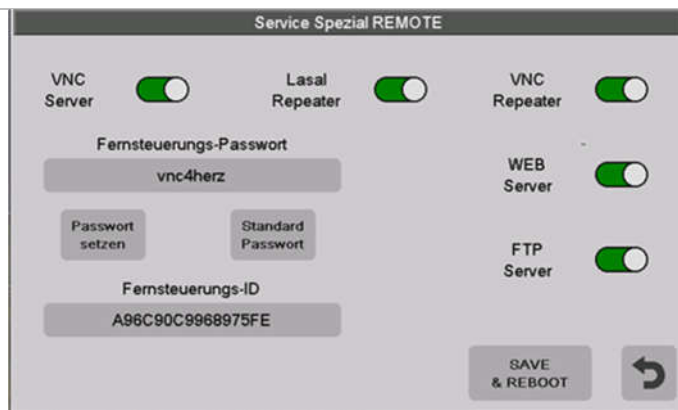 Service Spezial REMOTE
VNC
Server
Lasal
Repeater
VNC
Repeater
Fernsteuerungs-Passwort
vnc4herz
WEB
Server
Passwort
setzen
Standard
Passwort
FTP
Server
Fernsteuerungs-ID
A96C90C9968975FE
SAVE
& REBOOT